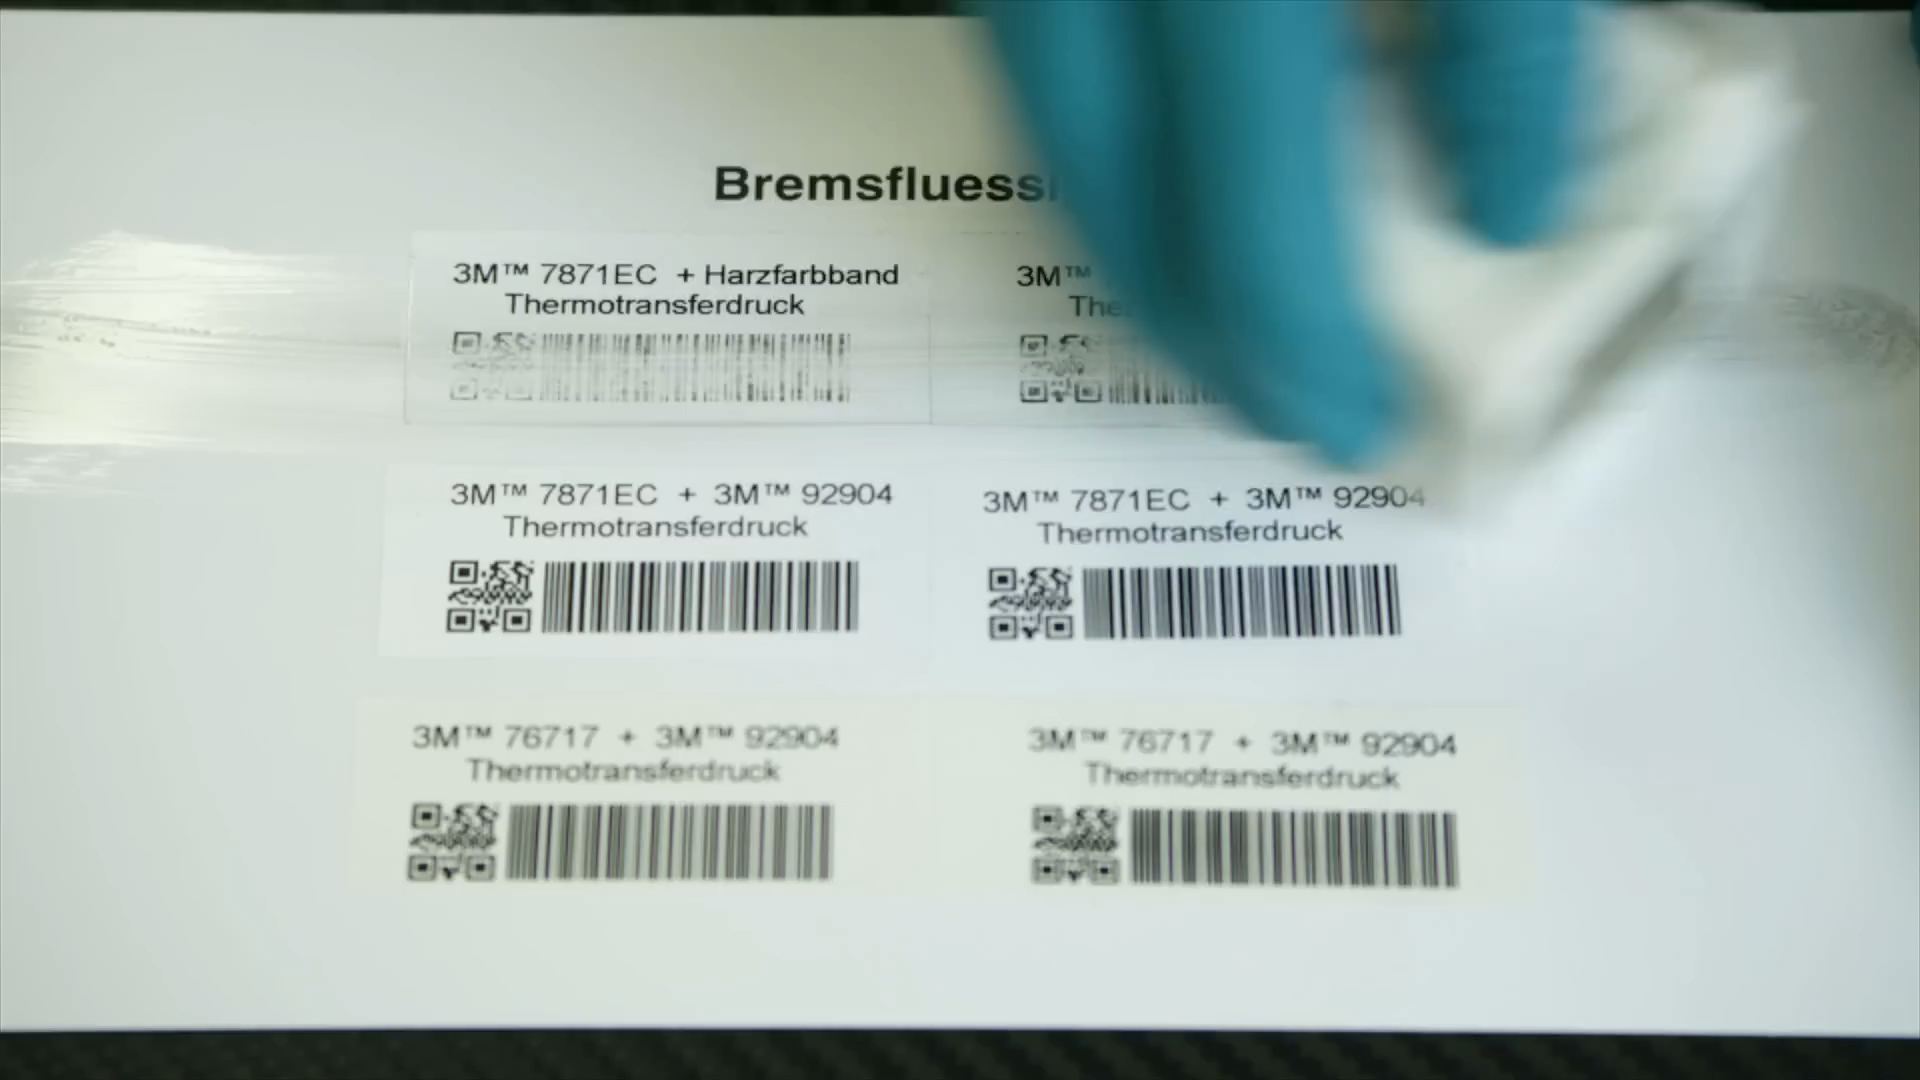 Bremsfluess
3M™ 7871EC + Harzfarbband
Thermotransferdruck
3M™
The
3M™ 7871EC + 3M™ 92904
Thermotransferdruck
3M™ 7871EC + 3M™ 92904
Thermotransferdruck
3M™ 76717 + 3M™ 92904
Thermotransferdruck
3M™ 76717 + 3M™ 92904
Thermotransferdruck